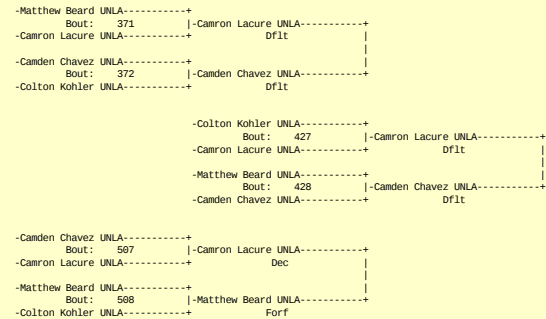 -Matthew Beard UNLA-----------+
Bout: 371 |-Camron Lacure UNLA-----------+
-Camron Lacure UNLA-----------+ Dflt |
|
-Camden Chavez UNLA-----------+ |
Bout: 372 |-Camden Chavez UNLA-----------+
-Colton Kohler UNLA-----------+ Dflt
-Colton Kohler UNLA-----------+
Bout: 427 |-Camron Lacure UNLA-----------+
-Camron Lacure UNLA-----------+ Dflt |
|
-Matthew Beard UNLA-----------+ |
Bout: 428 |-Camden Chavez UNLA-----------+
-Camden Chavez UNLA-----------+ Dflt
-Camden Chavez UNLA-----------+
Bout: 507 |-Camron Lacure UNLA-----------+
-Camron Lacure UNLA-----------+ Dec |
|
-Matthew Beard UNLA-----------+ |
Bout: 508 |-Matthew Beard UNLA-----------+
-Colton Kohler UNLA-----------+ Forf